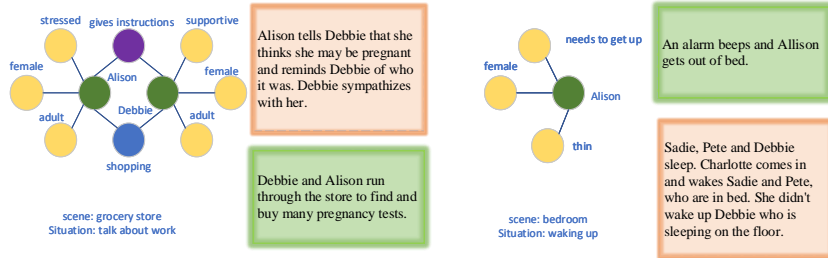 stressed
gives instructions
supportive
female
Alison
female
adult
Debbie
adult
shopping
scene: grocery store
Situation: talk about work
Alison tells Debbie that she
thinks she may be pregnant
and reminds Debbie of who
it was. Debbie sympathizes
with her.
Debbie and Alison run
through the store to find and
buy many pregnancy tests.
needs to get up
female
Alison
thin
scene: bedroom
Situation: waking up
An alarm beeps and Allison
gets out of bed.
Sadie, Pete and Debbie
sleep. Charlotte comes in
and wakes Sadie and Pete,
who are in bed. She didn't
wake up Debbie who is
sleeping on the floor.